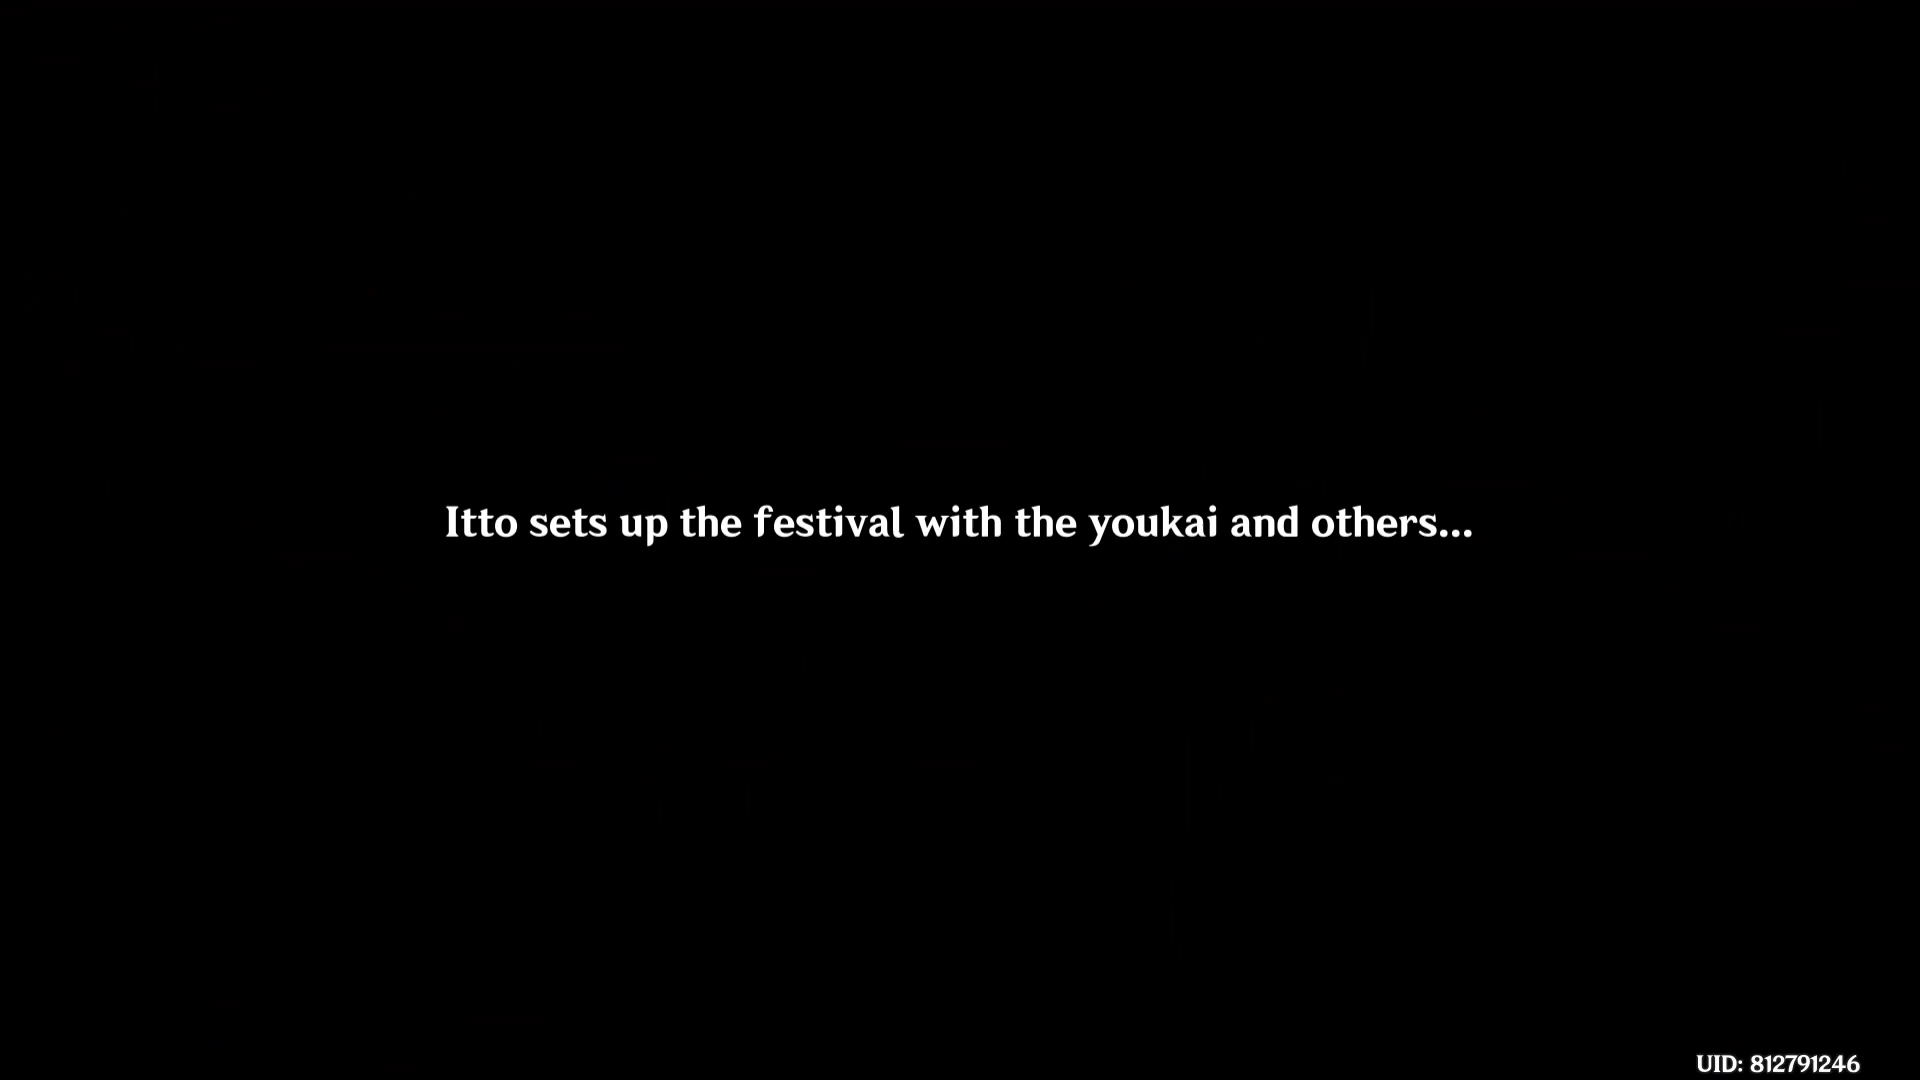 Itto sets up the festival with the youkai and others...
UID: 812791246